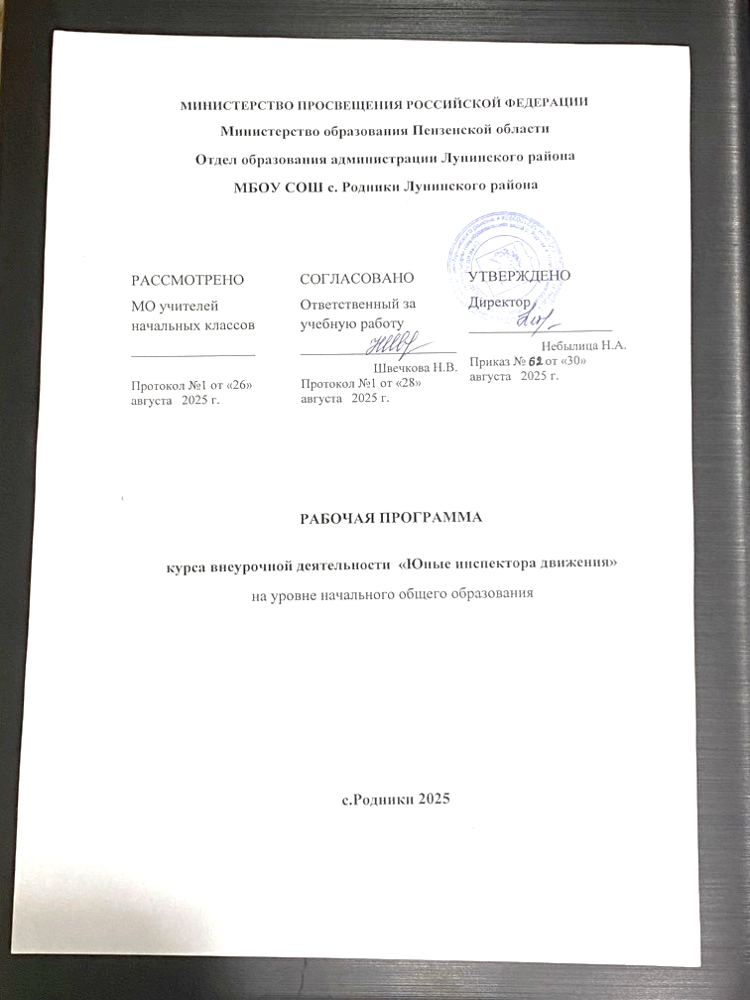 МИНИСТЕРСТВО ПРОСВЕЩЕНИЯ РОССИЙСКОЙ ФЕДЕРАЦИИ
Министерство образования Пензенской области
Отдел образования администрации Лунинского района
МБОУ СОШ с. Родники Лунинского района
РАССМОТРЕНО
МО учителей
начальных классов
Протокол №1 от «26»
августа 2025 г.
СОГЛАСОВАНО
Ответственный за
учебную работу
Швечкова Н.В.
Протокол №1 от «28»
августа 2025 г.
УТВЕРЖДЕНО
Директор
Небылица Н.А.
Приказ № 62 от «30»
августа 2025 г.
РАБОЧАЯ ПРОГРАММА
курса внеурочной деятельности «Юные инспектора движения»
на уровне начального общего образования
с.Родники 2025